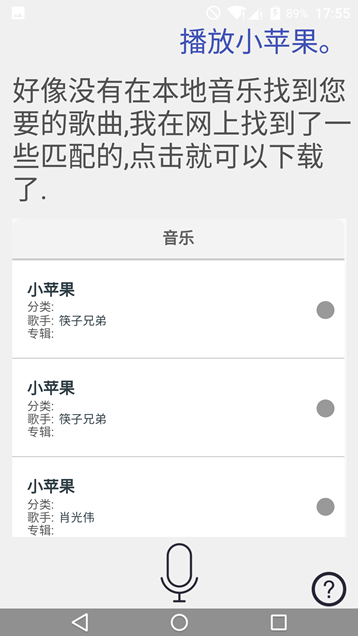 89% 17:55
播放小苹果。
好像没有在本地音乐找到您
要的歌曲,我在网上找到了一
些匹配的,点击就可以下载
了.
音乐
小苹果
分类:
歌手: 筷子兄弟
专辑:
小苹果
分类:
歌手: 筷子兄弟
专辑:
小苹果
分类:
歌手: 肖光伟
专辑:
?